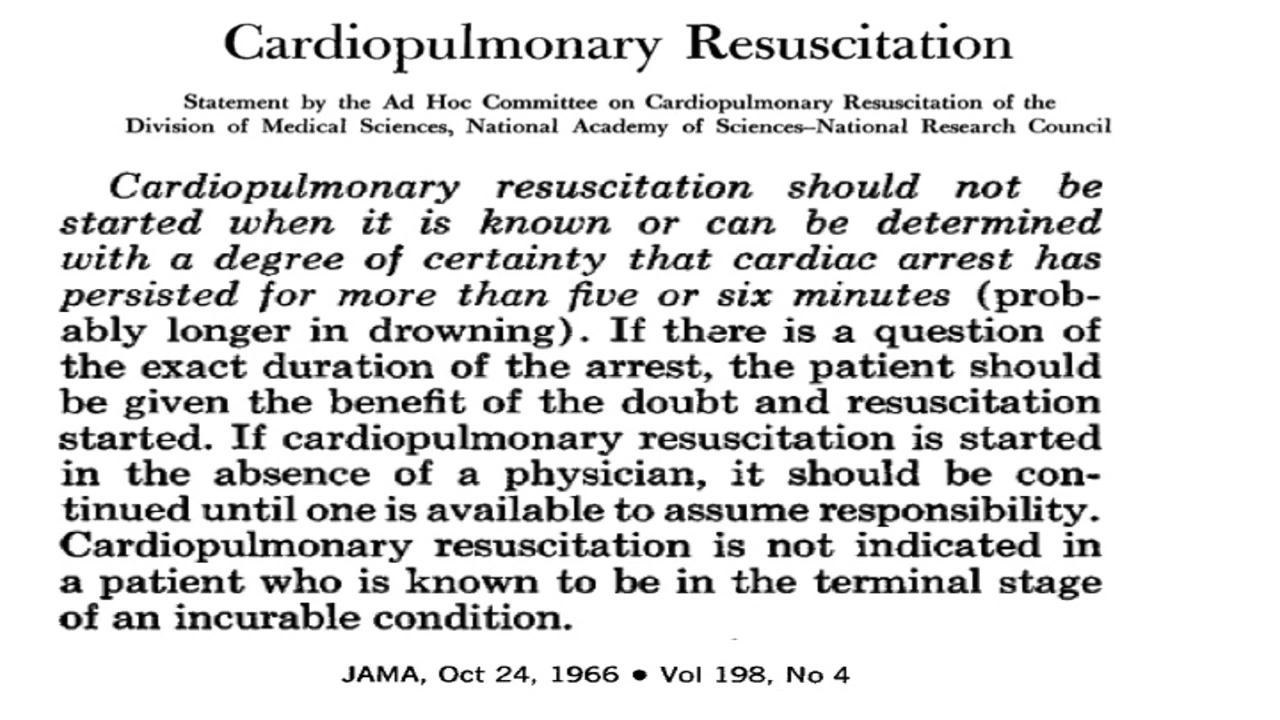 Cardiopulmonary Resuscitation
Statement by the Ad Hoc Committee on Cardiopulmonary Resuscitation of the
Division of Medical Sciences, National Academy of Sciences–National Research Council
Cardiopulmonary resuscitation should not be
started when it is known or can be determined
with a degree of certainty that cardiac arrest has
persisted for more than five or six minutes (prob-
ably longer in drowning). If there is a question of
the exact duration of the arrest, the patient should
be given the benefit of the doubt and resuscitation
started. If cardiopulmonary resuscitation is started
in the absence of a physician, it should be con-
tinued until one is available to assume responsibility.
Cardiopulmonary resuscitation is not indicated in
a patient who is known to be in the terminal stage
of an incurable condition.
JAMA, Oct 24, 1966 • Vol 198, No 4